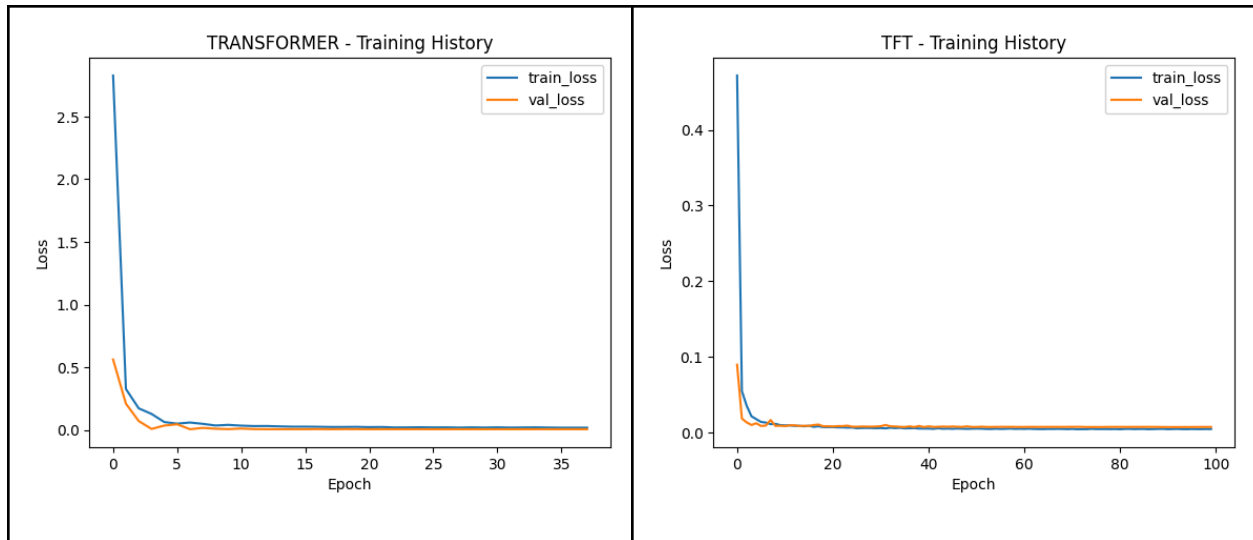 TRANSFORMER - Training History
train_loss
val_loss
2.5
2.0
1.5
1.0
0.5
0.0
Loss
0 5 10 15 20 25 30 35
Epoch
TFT - Training History
train_loss
val_loss
0.4
0.3
0.2
0.1
0.0
Loss
0 20 40 60 80 100
Epoch